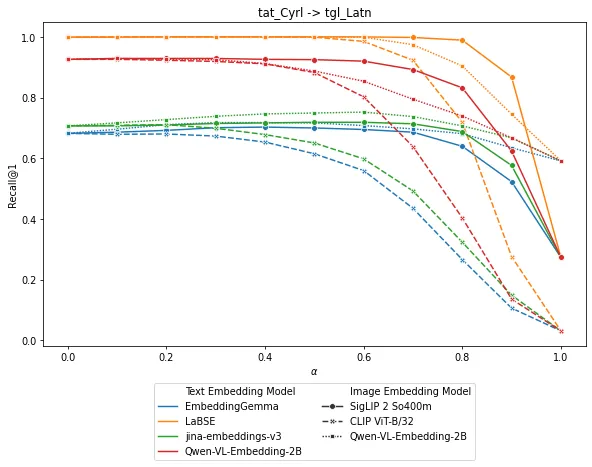 tat_Cyrl -> tgl_Latn
Recall@1
1.0
0.8
0.6
0.4
0.2
0.0
0.0 0.2 0.4 0.6 0.8 1.0
α
Text Embedding Model
EmbeddingGemma
LaBSE
jina-embeddings-v3
Qwen-VL-Embedding-2B
Image Embedding Model
SigLIP 2 So400m
CLIP ViT-B/32
Qwen-VL-Embedding-2B